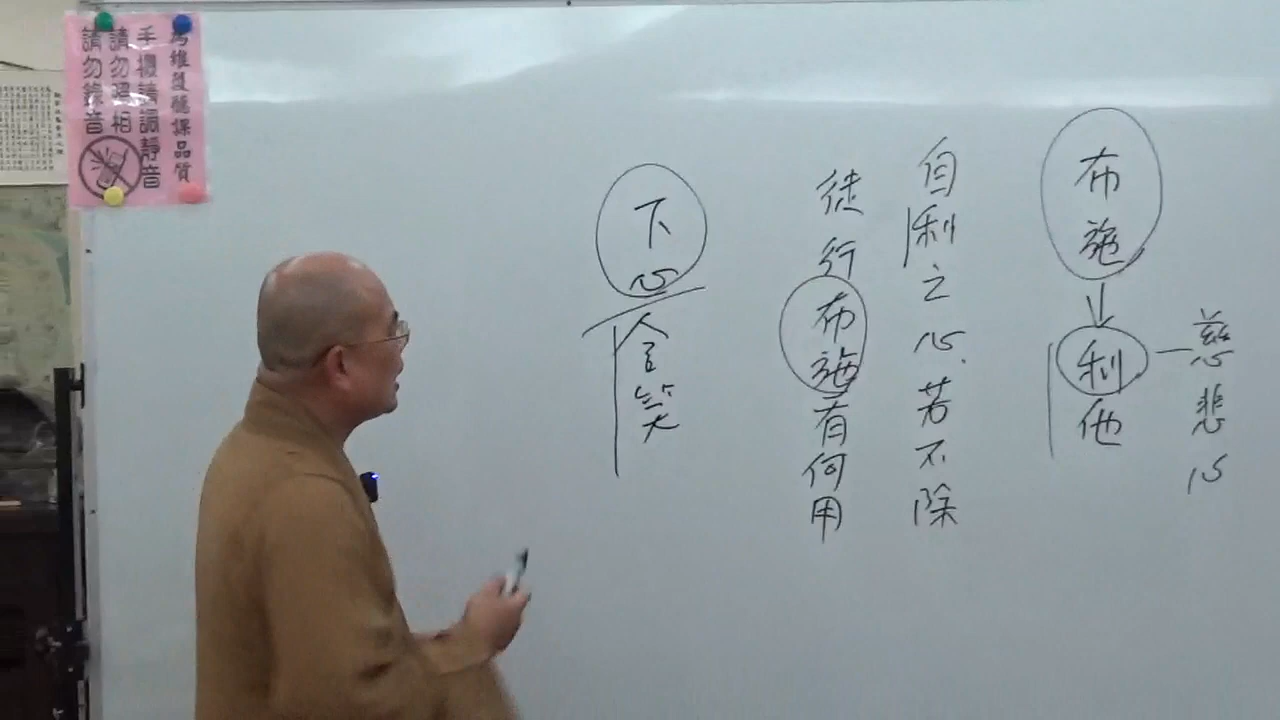 布施
利他
慈悲心
自利之心若不除
徒行布施有何用
下心
含笑
為維護聽課品質
手機請調靜音
請勿照相
請勿錄音